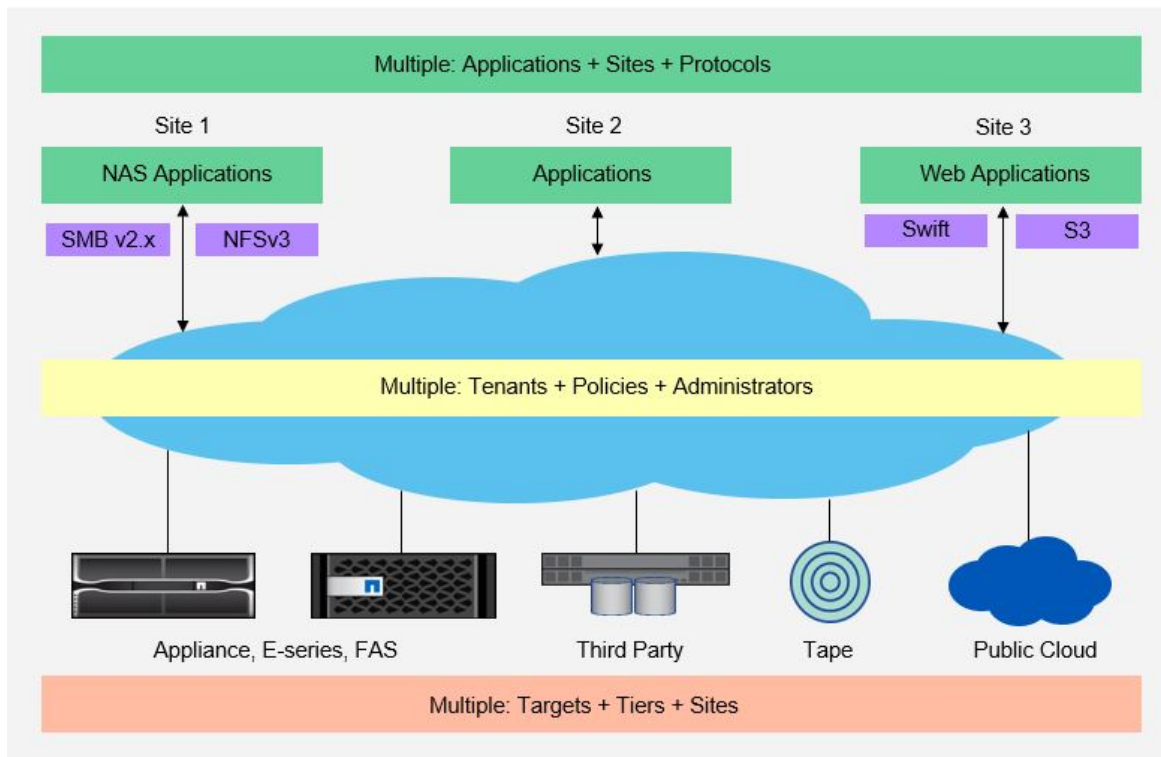 Multiple: Applications + Sites + Protocols
Site 1
Site 2
Site 3
NAS Applications
Applications
Web Applications
SMB v2.x
NFSv3
Swift
S3
Multiple: Tenants + Policies + Administrators
Appliance, E-series, FAS
Third Party
Tape
Public Cloud
Multiple: Targets + Tiers + Sites